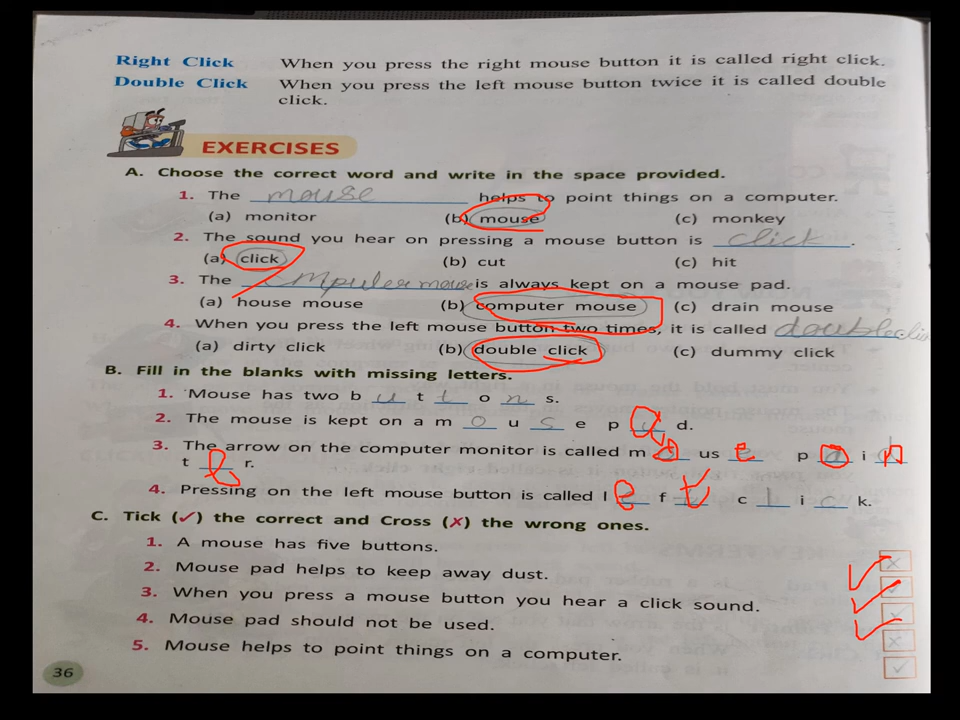 Right Click When you press the right mouse button it is called right click.
Double Click When you press the left mouse button twice it is called double
click.
EXERCISES
A. Choose the correct word and write in the space provided.
1. The mouse helps to point things on a computer.
(a) monitor (b) mouse (c) monkey
2. The sound you hear on pressing a mouse button is click.
(a) click (b) cut (c) hit
3. The mputer mouse is always kept on a mouse pad.
(a) house mouse (b) computer mouse (c) drain mouse
4. When you press the left mouse button two times, it is called double
(a) dirty click (b) double click (c) dummy click
B. Fill in the blanks with missing letters.
1. Mouse has two b u t t o n s.
2. The mouse is kept on a m o u s e p a d.
3. The arrow on the computer monitor is called m o us e p o i n
t e r.
4. Pressing on the left mouse button is called l e f t c l i c k.
C. Tick (✓) the correct and Cross (✗) the wrong ones.
1. A mouse has five buttons. ✗
2. Mouse pad helps to keep away dust. ✓
3. When you press a mouse button you hear a click sound. ✓
4. Mouse pad should not be used. ✗
5. Mouse helps to point things on a computer. ✓
36